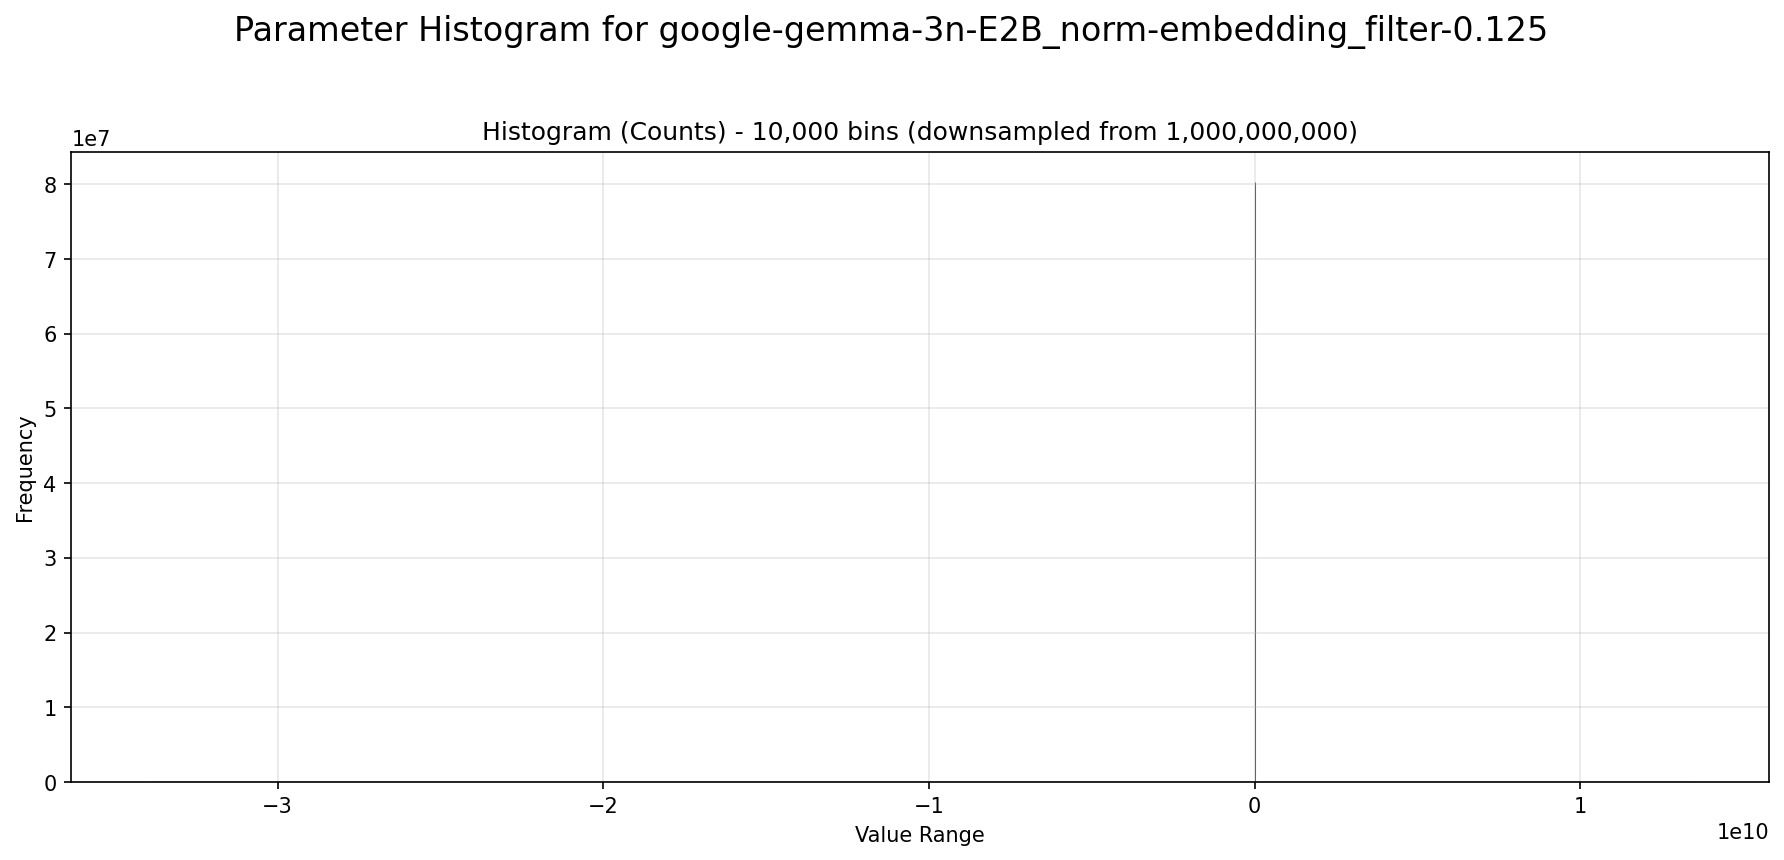 Parameter Histogram for google-gemma-3n-E2B_norm-embedding_filter-0.125
Histogram (Counts) - 10,000 bins (downsampled from 1,000,000,000)
1e7
8
7
6
5
4
3
2
1
0
Frequency
−3
−2
−1
0
1
1e10
Value Range